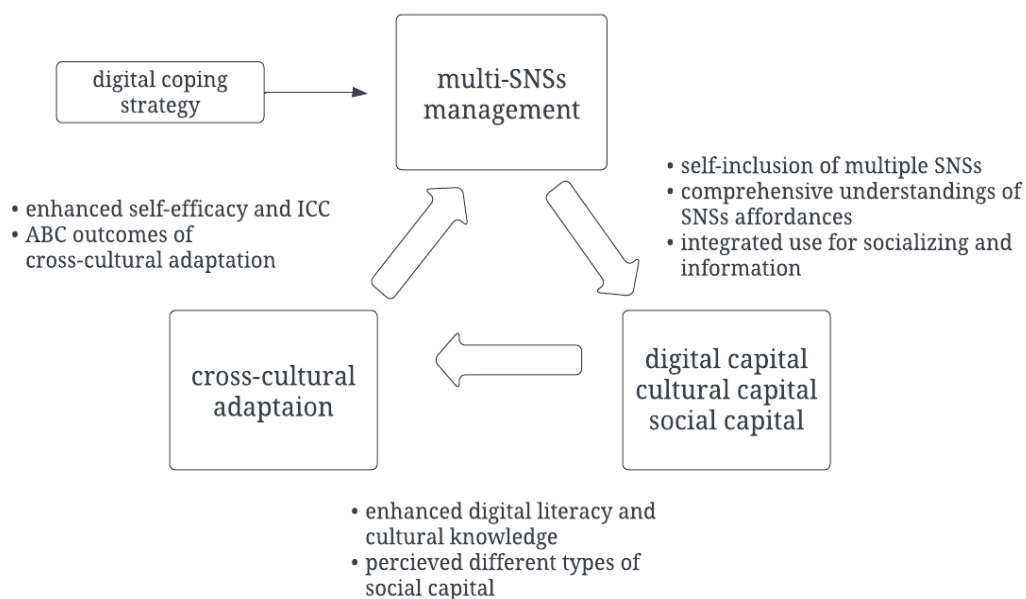 multi-SNSs
management
digital coping
strategy
• self-inclusion of multiple SNSs
• comprehensive understandings of
SNSs affordances
• integrated use for socializing and
information
• enhanced self-efficacy and ICC
• ABC outcomes of
cross-cultural adaptation
cross-cultural
adaptaion
digital capital
cultural capital
social capital
• enhanced digital literacy and
cultural knowledge
• percieved different types of
social capital